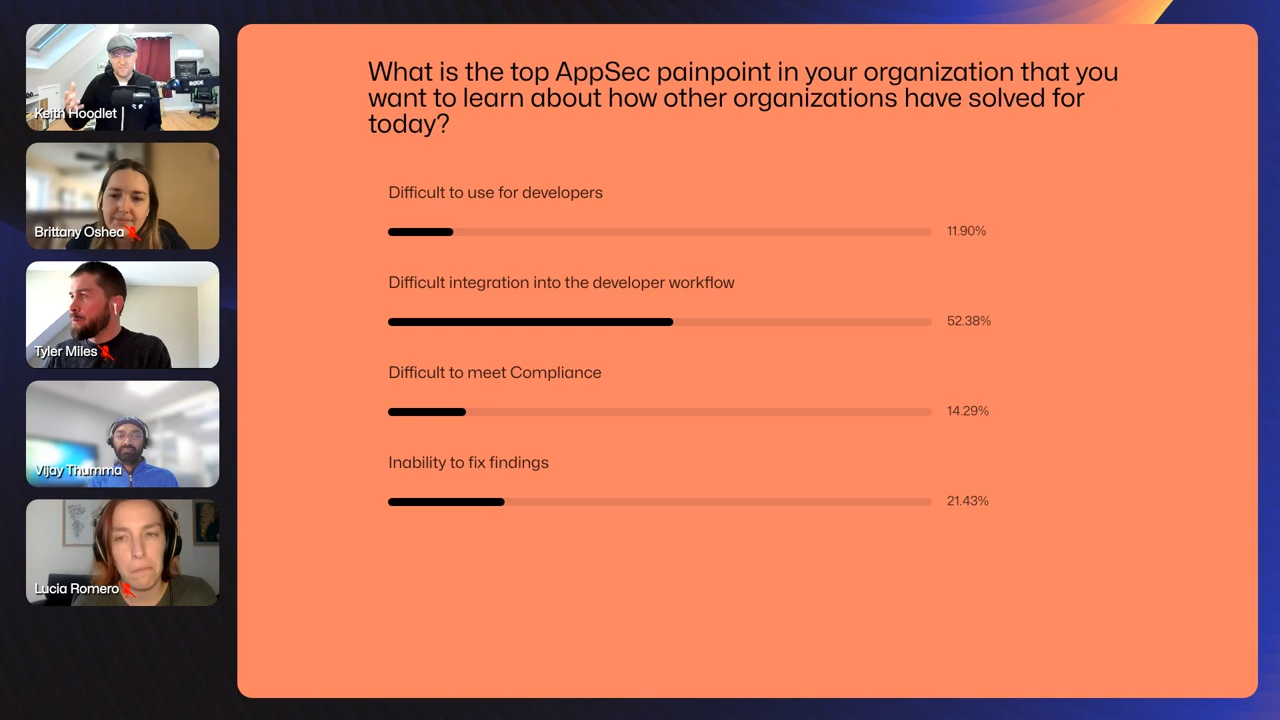 Keith Hoodlet |
Brittany Oshea
Tyler Miles
Vijay Thumma
Lucia Romero
What is the top AppSec painpoint in your organization that you
want to learn about how other organizations have solved for
today?
Difficult to use for developers
11.90%
Difficult integration into the developer workflow
52.38%
Difficult to meet Compliance
14.29%
Inability to fix findings
21.43%